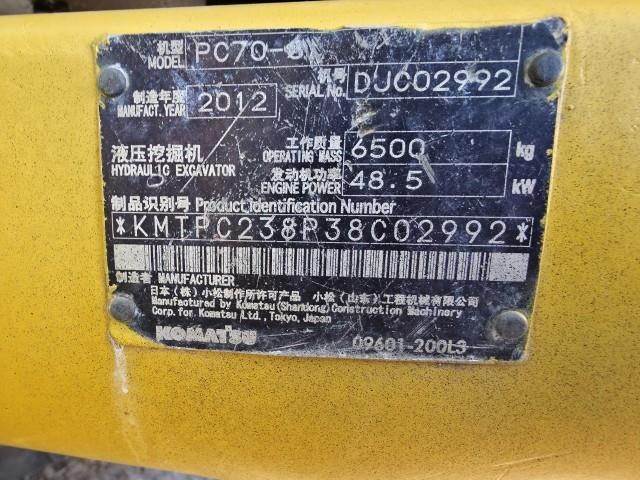 机型 MODEL PC70-8
机号 SERIAL No. DJC02992
制造年度 MANUFACT. YEAR 2012
液压挖掘机 HYDRAULIC EXCAVATOR
工作质量 OPERATING MASS 6500 kg
发动机功率 ENGINE POWER 48.5 kW
制品识别号 Product Identification Number
*KMTPC238P38C02992*
制造者 MANUFACTURER
日本(株)小松制作所许可产品 小松(山东)工程机械有限公司
Manufactured by Komatsu (Shandong) Construction Machinery
Corp. for Komatsu Ltd., Tokyo, Japan
KOMATSU 09601-200L3